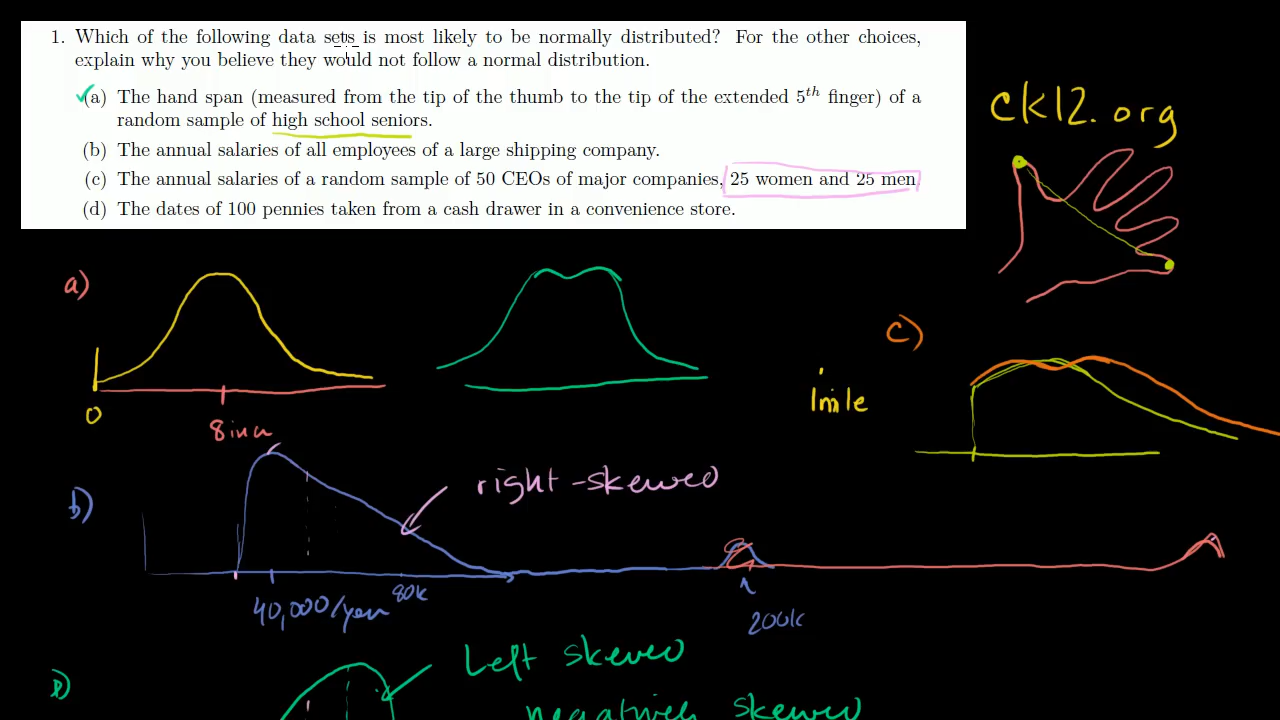 1. Which of the following data sets is most likely to be normally distributed? For the other choices,
explain why you believe they would not follow a normal distribution.
(a) The hand span (measured from the tip of the thumb to the tip of the extended 5th finger) of a
random sample of high school seniors.
(b) The annual salaries of all employees of a large shipping company.
(c) The annual salaries of a random sample of 50 CEOs of major companies, 25 women and 25 men.
(d) The dates of 100 pennies taken from a cash drawer in a convenience store.
ck12.org
a)
0
8
c)
1mile
b)
right-skewed
40,000/year
80k
200k
Left skewed
D)
negatively skewed